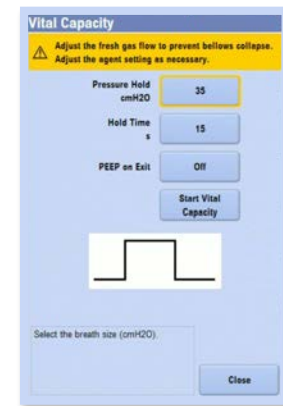 Vital Capacity
Adjust the fresh gas flow to prevent bellows collapse.
Adjust the agent setting as necessary.
Pressure Hold
cmH2O
35
Hold Time
s
15
PEEP on Exit
Off
Start Vital
Capacity
Select the breath size (cmH2O).
Close